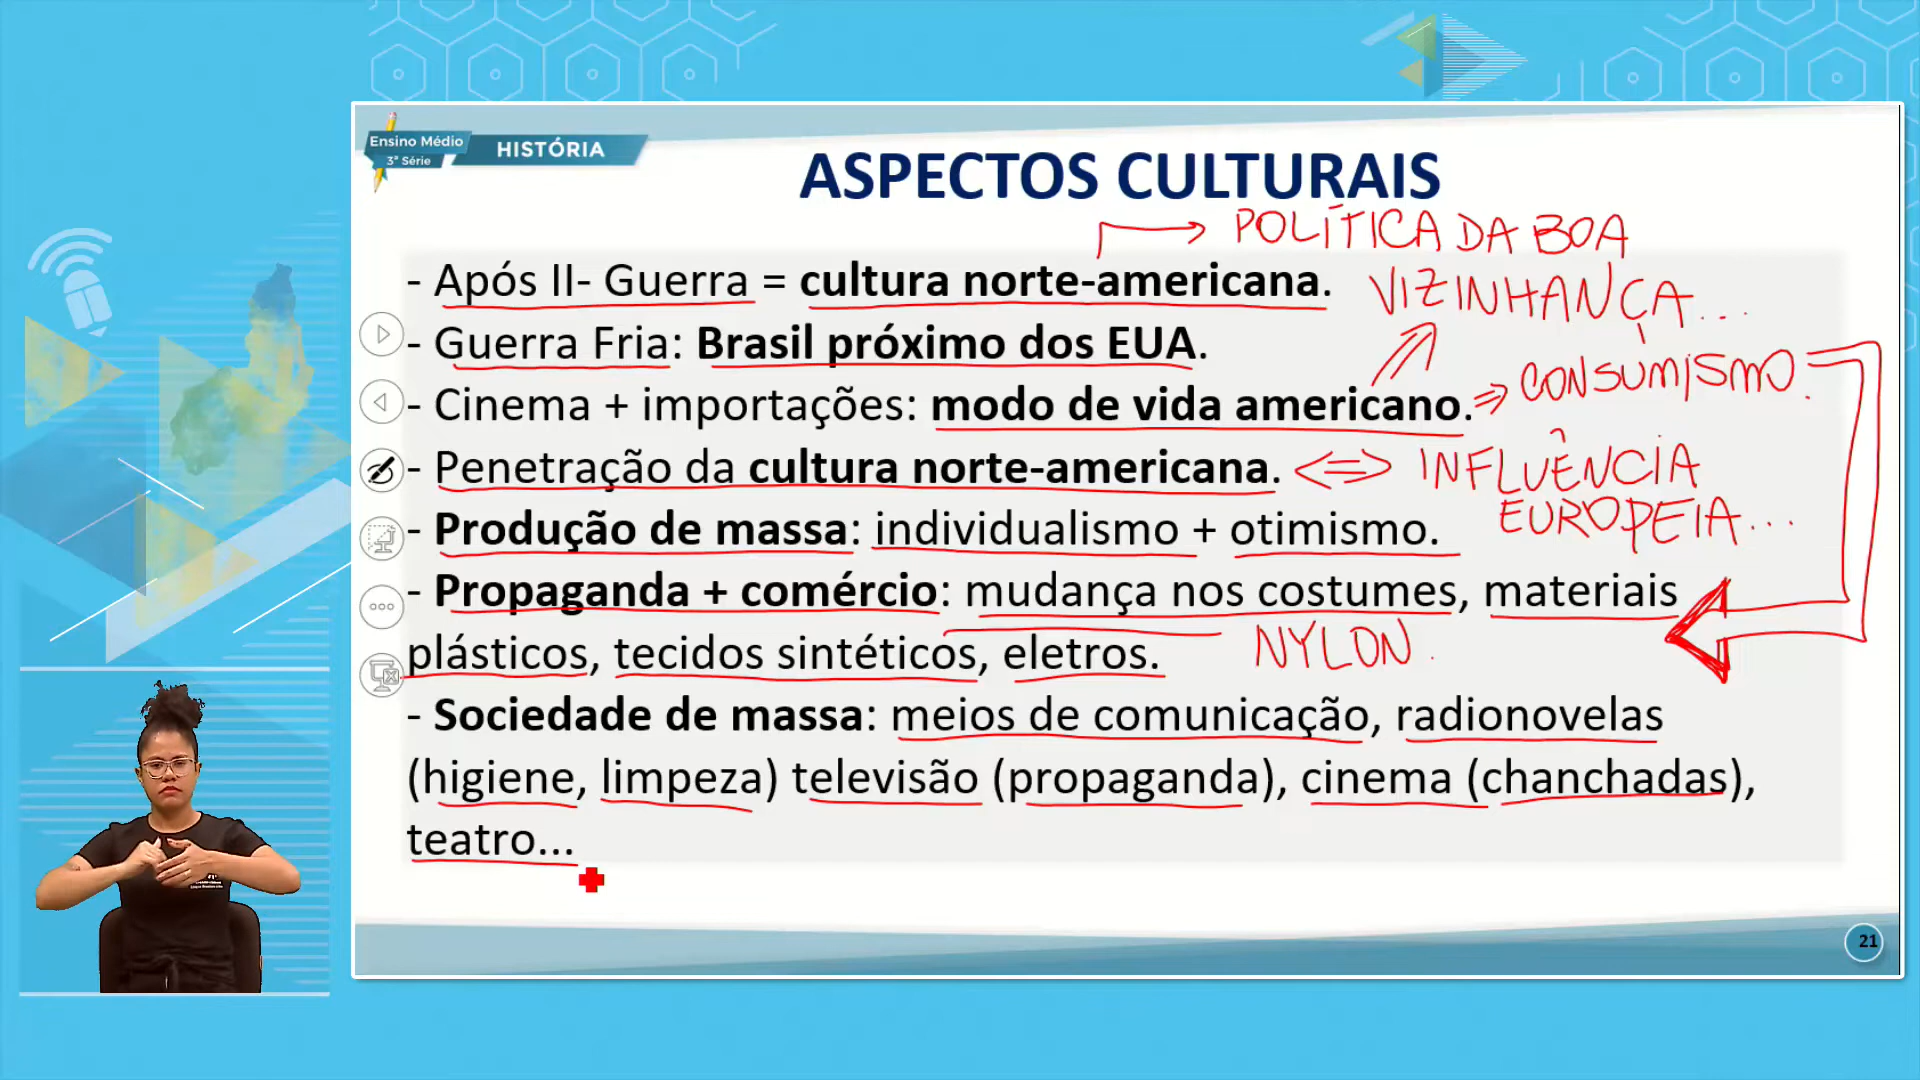 Ensino Médio
3ª Série
HISTÓRIA
ASPECTOS CULTURAIS
POLÍTICA DA BOA
VIZINHANÇA...
- Após II- Guerra = cultura norte-americana.
- Guerra Fria: Brasil próximo dos EUA.
- Cinema + importações: modo de vida americano. ⇒ CONSUMISMO.
- Penetração da cultura norte-americana. ⇔ INFLUÊNCIA
EUROPEIA...
- Produção de massa: individualismo + otimismo.
- Propaganda + comércio: mudança nos costumes, materiais
plásticos, tecidos sintéticos, eletros. NYLON.
- Sociedade de massa: meios de comunicação, radionovelas
(higiene, limpeza) televisão (propaganda), cinema (chanchadas),
teatro...
21